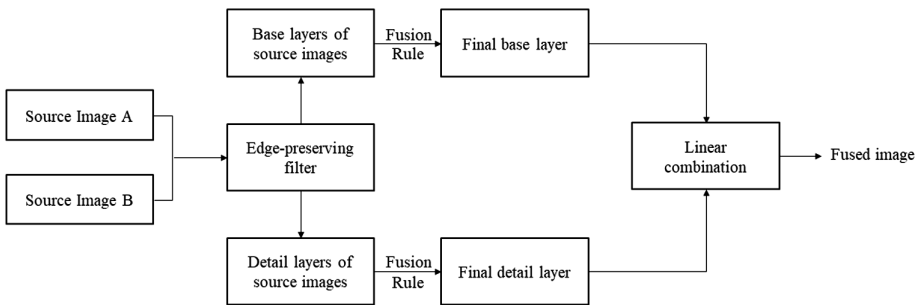 Base layers of
source images
Fusion
Rule
Final base layer
Source Image A
Edge-preserving
filter
Source Image B
Linear
combination
Fused image
Detail layers of
source images
Fusion
Rule
Final detail layer